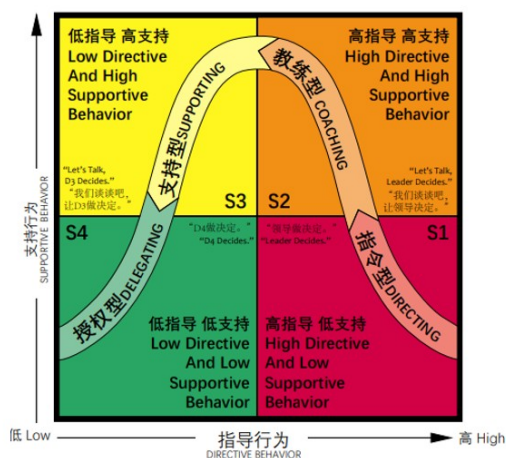 低指导 高支持
Low Directive
And High
Supportive
Behavior
高指导 高支持
High Directive
And High
Supportive
Behavior
支持型SUPPORTING
教练型 COACHING
“Let's Talk,
D3 Decides.”
“我们谈谈吧,
让D3做决定。”
“Let's Talk,
Leader Decides.”
“我们谈谈吧,
让领导决定。”
S3
S2
S4
S1
“D4做决定。”
“D4 Decides.”
“领导做决定。”
“Leader Decides.”
授权型DELEGATING
指令型DIRECTING
低指导 低支持
Low Directive
And Low
Supportive
Behavior
高指导 低支持
High Directive
And Low
Supportive
Behavior
支持行为
SUPPORTIVE BEHAVIOR
低 Low
指导行为
DIRECTIVE BEHAVIOR
高 High